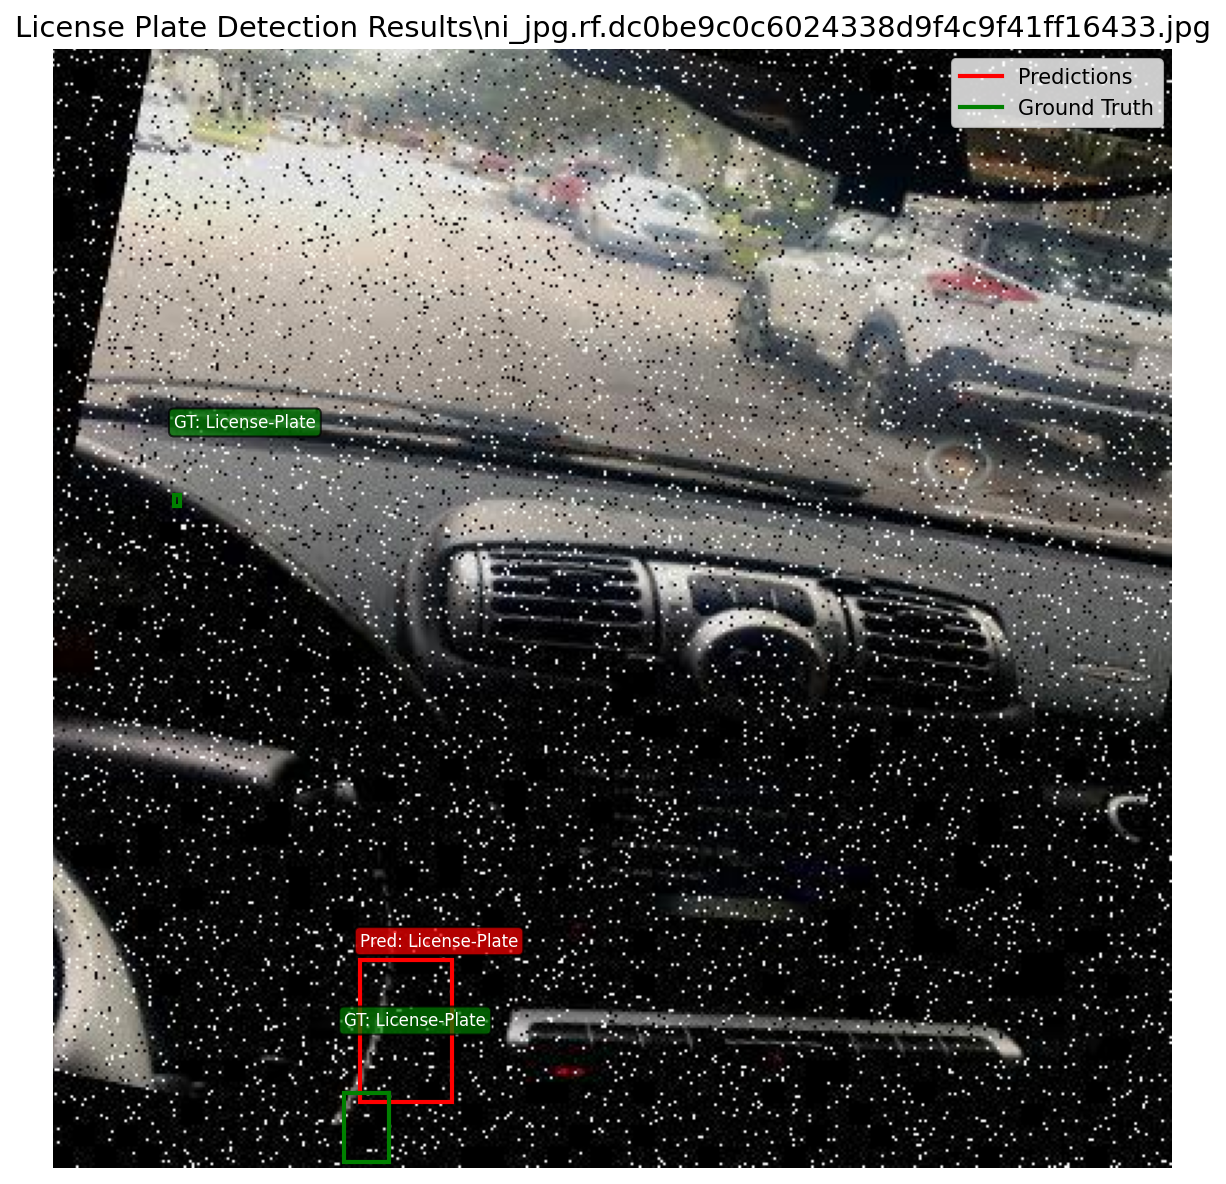 License Plate Detection Results\ni_jpg.rf.dc0be9c0c6024338d9f4c9f41ff16433.jpg
Predictions
Ground Truth
GT: License-Plate
Pred: License-Plate
GT: License-Plate